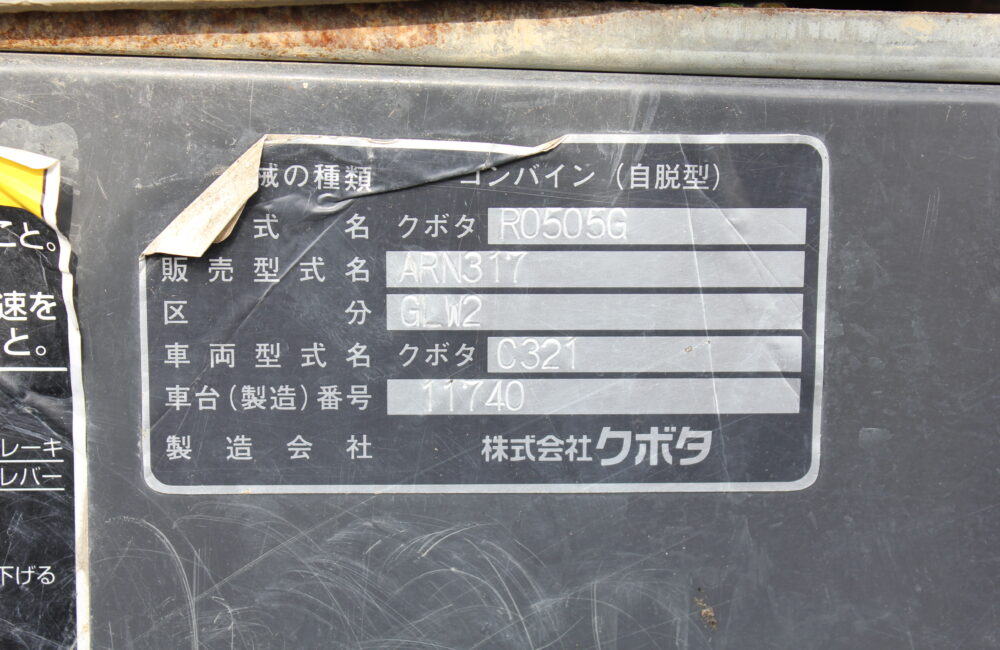 械の種類 コンバイン（自脱型）
式名 クボタ RO505G
販売型式名 ARN317
区分 GLW2
車両型式名 クボタ C321
車台（製造）番号 11740
製造会社 株式会社クボタ
こと。
速を
と。
レーキ
レバー
下げる